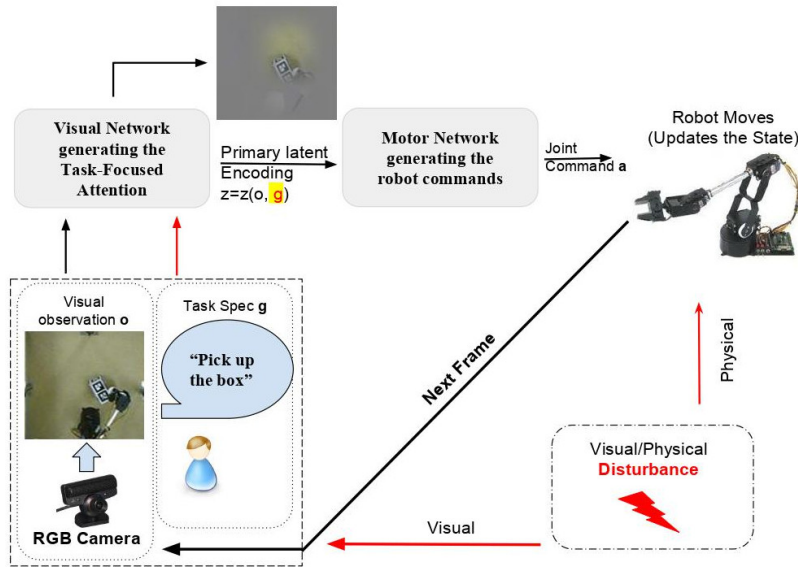 Visual Network
generating the
Task-Focused
Attention
Primary latent
Encoding
z=z(o, g)
Motor Network
generating the
robot commands
Joint
Command a
Robot Moves
(Updates the State)
Visual
observation o
Task Spec g
“Pick up
the box”
RGB Camera
Next Frame
Physical
Visual/Physical
Disturbance
Visual